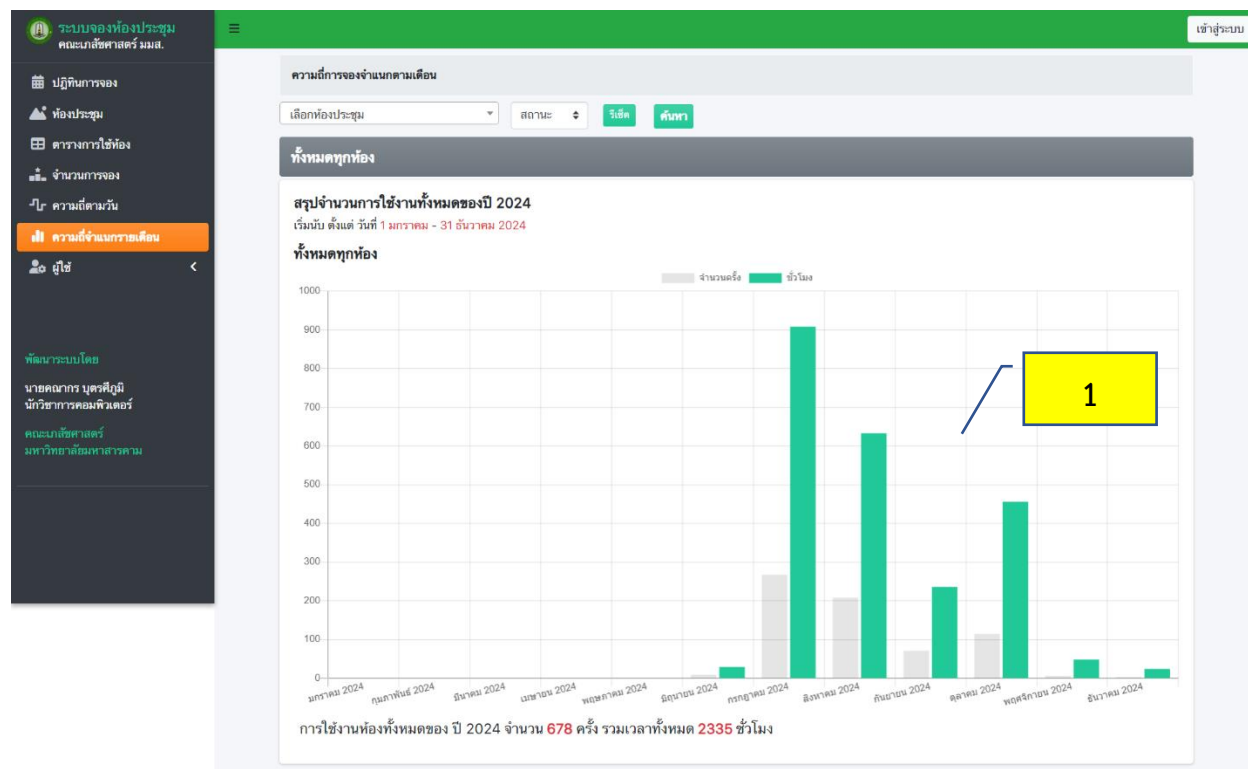 ระบบจองห้องประชุม
คณะเภสัชศาสตร์ มมส.
เข้าสู่ระบบ
ปฏิทินการจอง
ห้องประชุม
ตารางการใช้ห้อง
จำนวนการจอง
ความถี่ตามวัน
ความถี่จำแนกรายเดือน
ผู้ใช้
พัฒนาระบบโดย
นายคณากร บุตรศีภูมิ
นักวิชาการคอมพิวเตอร์
คณะเภสัชศาสตร์
มหาวิทยาลัยมหาสารคาม
ความถี่การจองจำแนกตามเดือน
เลือกห้องประชุม สถานะ รีเซ็ต ค้นหา
ทั้งหมดทุกห้อง
สรุปจำนวนการใช้งานทั้งหมดของปี 2024
เริ่มนับ ตั้งแต่ วันที่ 1 มกราคม - 31 ธันวาคม 2024
ทั้งหมดทุกห้อง
จำนวนครั้ง ชั่วโมง
1000
900
800
700
600
500
400
300
200
100
0
1
มกราคม 2024 กุมภาพันธ์ 2024 มีนาคม 2024 เมษายน 2024 พฤษภาคม 2024 มิถุนายน 2024 กรกฎาคม 2024 สิงหาคม 2024 กันยายน 2024 ตุลาคม 2024 พฤศจิกายน 2024 ธันวาคม 2024
การใช้งานห้องทั้งหมดของ ปี 2024 จำนวน 678 ครั้ง รวมเวลาทั้งหมด 2335 ชั่วโมง